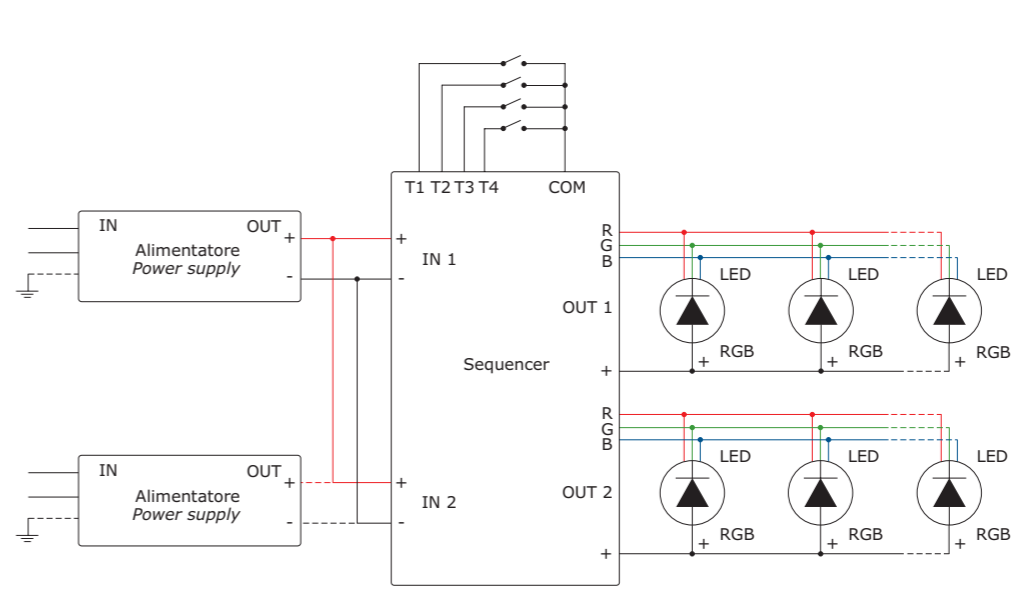 T1 T2 T3 T4 COM
IN OUT
Alimentatore
Power supply
+
-
+
IN 1
-
R
G
B
LED LED LED
OUT 1
RGB RGB RGB
+ + +
Sequencer
+
IN OUT
Alimentatore
Power supply
+
-
+
IN 2
-
R
G
B
LED LED LED
OUT 2
RGB RGB RGB
+ + +
+